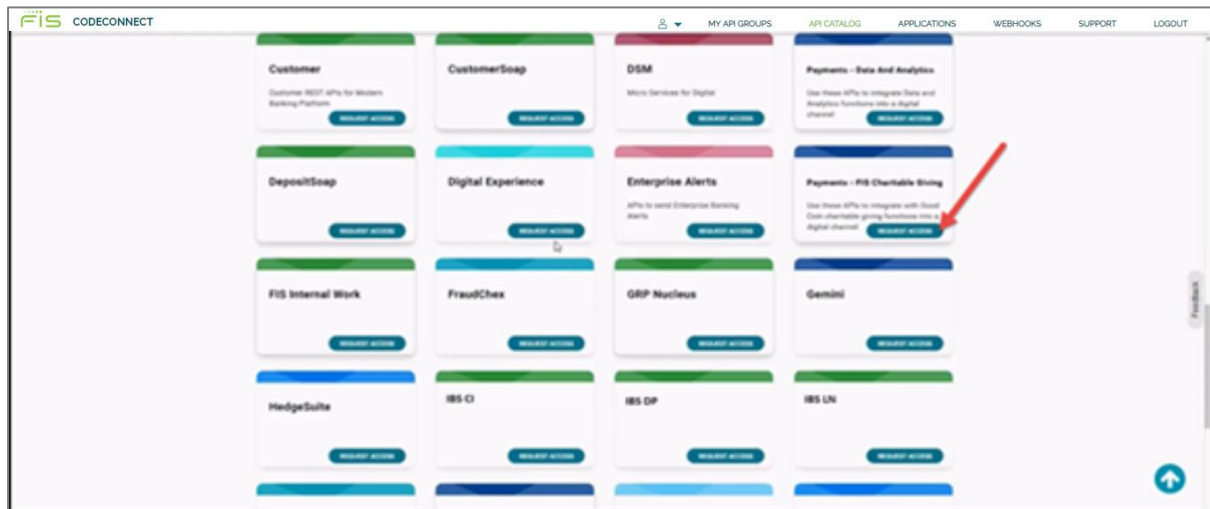 FIS CODECONNECT
MY API GROUPS
API CATALOG
APPLICATIONS
WEBHOOKS
SUPPORT
LOGOUT
Customer
Customer REST APIs for Modern
Banking Platform
REQUEST ACCESS
CustomerSoap
REQUEST ACCESS
DSM
Micro Services for Digital
REQUEST ACCESS
Payments - Data And Analytics
Use these APIs to integrate Data and
Analytics functions into a digital
channel
REQUEST ACCESS
DepositSoap
REQUEST ACCESS
Digital Experience
REQUEST ACCESS
Enterprise Alerts
APIs to send Enterprise Banking
Alerts
REQUEST ACCESS
Payments - FIS Charitable Giving
Use these APIs to integrate with Good
Coin charitable giving functions into a
digital channel
REQUEST ACCESS
FIS Internal Work
REQUEST ACCESS
FraudChex
REQUEST ACCESS
GRP Nucleus
REQUEST ACCESS
Gemini
REQUEST ACCESS
HedgeSuite
REQUEST ACCESS
IBS CI
REQUEST ACCESS
IBS DP
REQUEST ACCESS
IBS LN
REQUEST ACCESS
Feedback